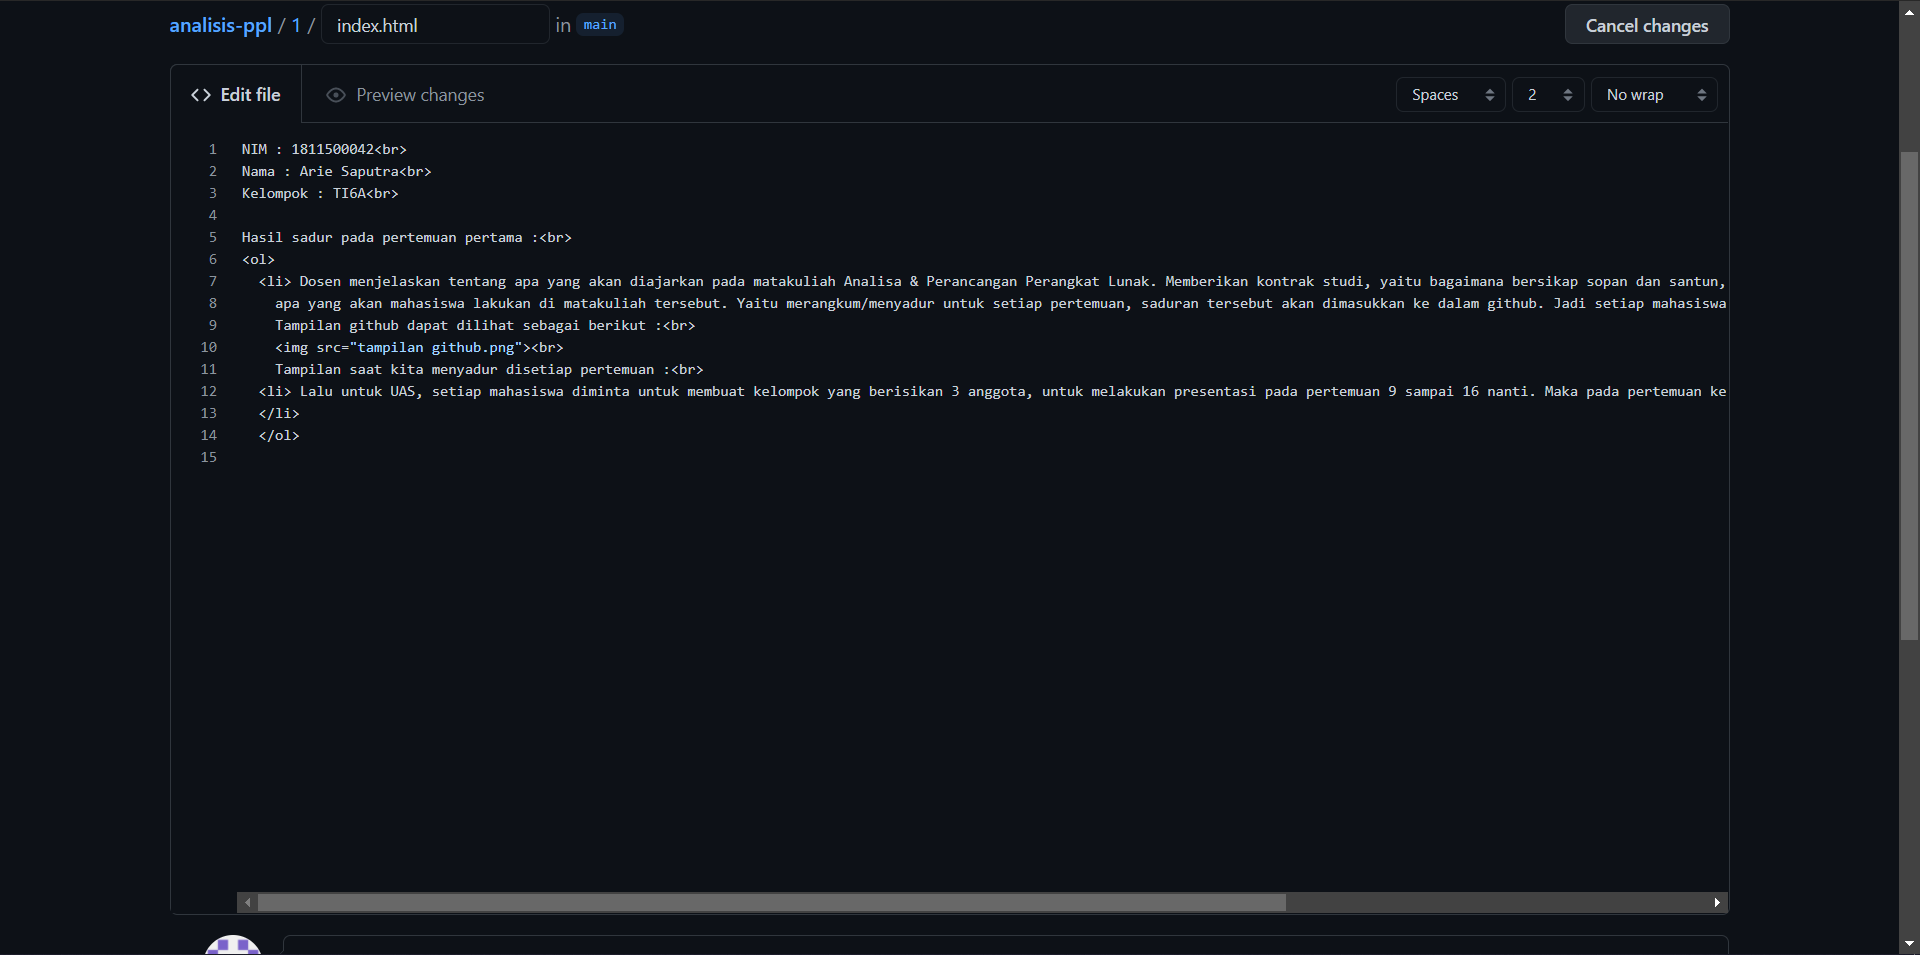 analisis-ppl / 1 / index.html in main Cancel changes
<> Edit file Preview changes Spaces 2 No wrap
1 NIM : 1811500042<br>
2 Nama : Arie Saputra<br>
3 Kelompok : TI6A<br>
4
5 Hasil sadur pada pertemuan pertama :<br>
6 <ol>
7 <li> Dosen menjelaskan tentang apa yang akan diajarkan pada matakuliah Analisa & Perancangan Perangkat Lunak. Memberikan kontrak studi, yaitu bagaimana bersikap sopan dan santun,
8 apa yang akan mahasiswa lakukan di matakuliah tersebut. Yaitu merangkum/menyadur untuk setiap pertemuan, saduran tersebut akan dimasukkan ke dalam github. Jadi setiap mahasiswa
9 Tampilan github dapat dilihat sebagai berikut :<br>
10 <img src="tampilan github.png"><br>
11 Tampilan saat kita menyadur disetiap pertemuan :<br>
12 <li> Lalu untuk UAS, setiap mahasiswa diminta untuk membuat kelompok yang berisikan 3 anggota, untuk melakukan presentasi pada pertemuan 9 sampai 16 nanti. Maka pada pertemuan ke
13 </li>
14 </ol>
15